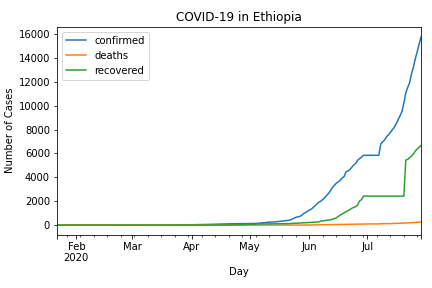 COVID-19 in Ethiopia
confirmed
deaths
recovered
16000
14000
12000
10000
8000
6000
4000
2000
0
Number of Cases
Feb
2020
Mar
Apr
May
Jun
Jul
Day